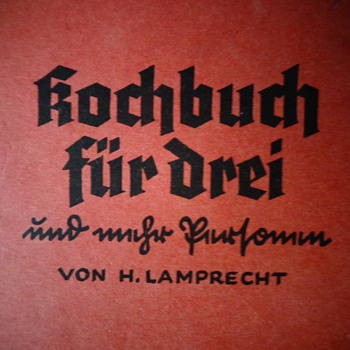 Kochbuch
für drei
und mehr Personen
VON H. LAMPRECHT